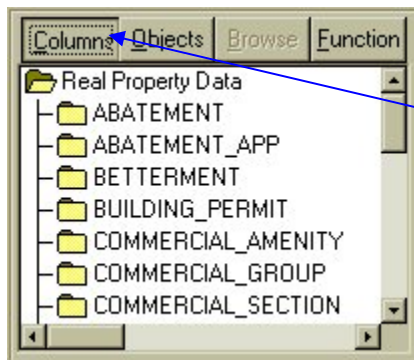 Columns Objects Browse Function
Real Property Data
ABATEMENT
ABATEMENT_APP
BETTERMENT
BUILDING_PERMIT
COMMERCIAL_AMENITY
COMMERCIAL_GROUP
COMMERCIAL_SECTION